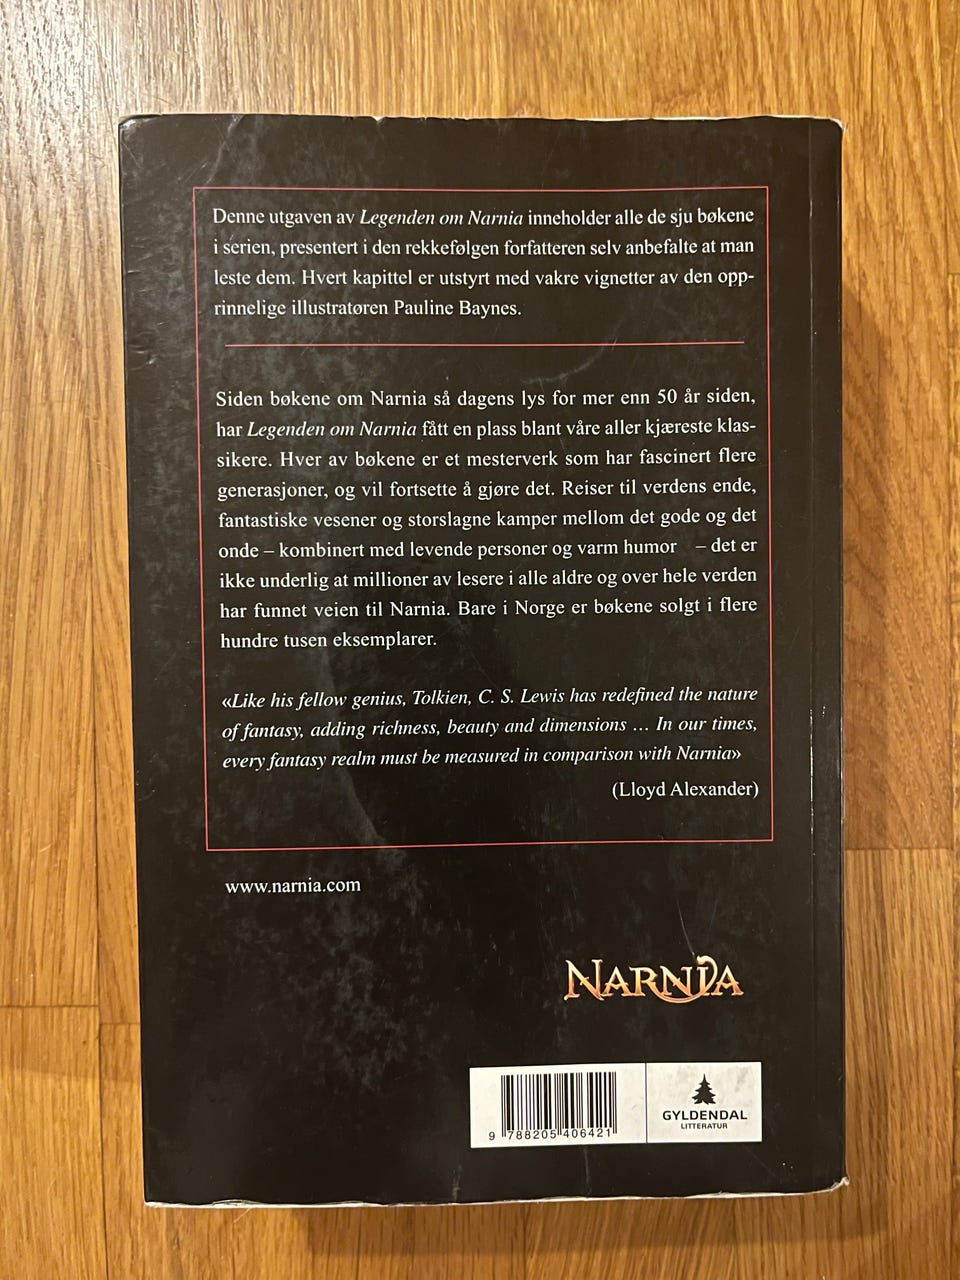 Denne utgaven av Legenden om Narnia inneholder alle de sju bøkene
i serien, presentert i den rekkefølgen forfatteren selv anbefalte at man
leste dem. Hvert kapittel er utstyrt med vakre vignetter av den opp-
rinnelige illustratøren Pauline Baynes.
Siden bøkene om Narnia så dagens lys for mer enn 50 år siden,
har Legenden om Narnia fått en plass blant våre aller kjæreste klas-
sikere. Hver av bøkene er et mesterverk som har fascinert flere
generasjoner, og vil fortsette å gjøre det. Reiser til verdens ende,
fantastiske vesener og storslagne kamper mellom det gode og det
onde – kombinert med levende personer og varm humor – det er
ikke underlig at millioner av lesere i alle aldre og over hele verden
har funnet veien til Narnia. Bare i Norge er bøkene solgt i flere
hundre tusen eksemplarer.
«Like his fellow genius, Tolkien, C. S. Lewis has redefined the nature
of fantasy, adding richness, beauty and dimensions … In our times,
every fantasy realm must be measured in comparison with Narnia»
(Lloyd Alexander)
www.narnia.com
NARNIA
9 788205 406421
GYLDENDAL
LITTERATUR